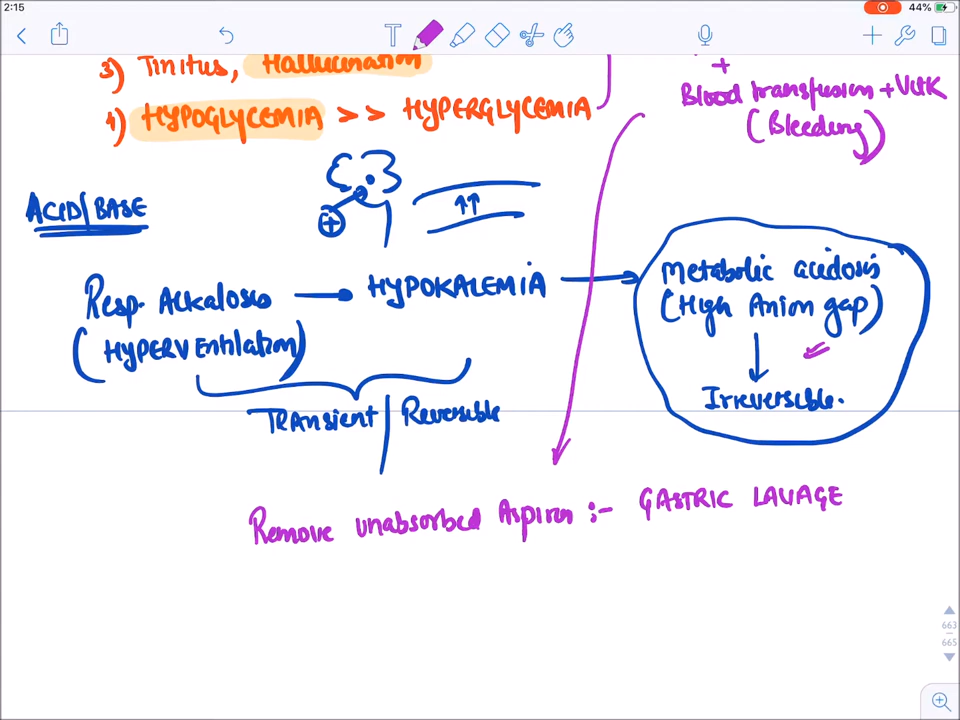 2:15
44%
3) Tinitus, Hallucination
+
4) HYPOGLYCEMIA >> HYPERGLYCEMIA
Blood transfusion + Vit K
(Bleeding)
ACID/BASE
+ ↑↑
Resp. Alkalosis → HYPOKALEMIA → Metabolic acidosis
(HYPERVEntilation)
(High Anion gap)
↓
Irreversible.
TRAnsient | Reversible
Remove unabsorbed Aspirin :- GASTRIC LAVAGE
663
665